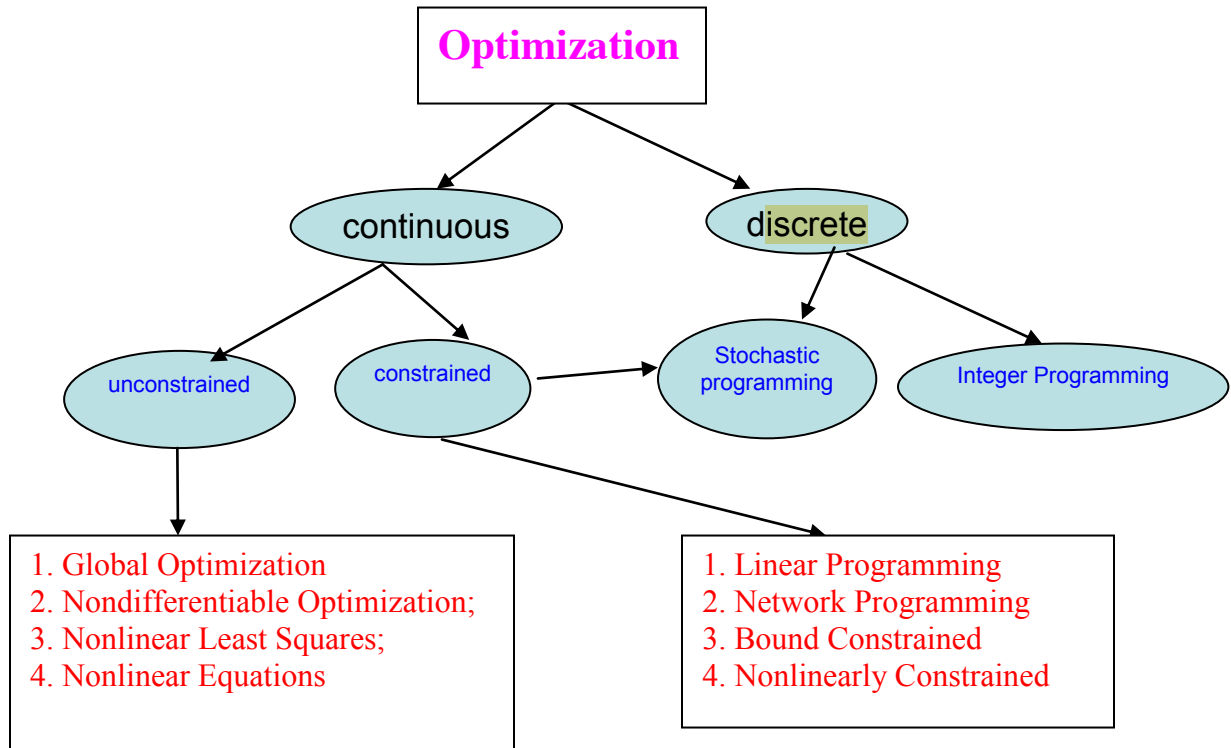 Optimization
continuous
discrete
unconstrained
constrained
Stochastic
programming
Integer Programming
1. Global Optimization
2. Nondifferentiable Optimization;
3. Nonlinear Least Squares;
4. Nonlinear Equations
1. Linear Programming
2. Network Programming
3. Bound Constrained
4. Nonlinearly Constrained